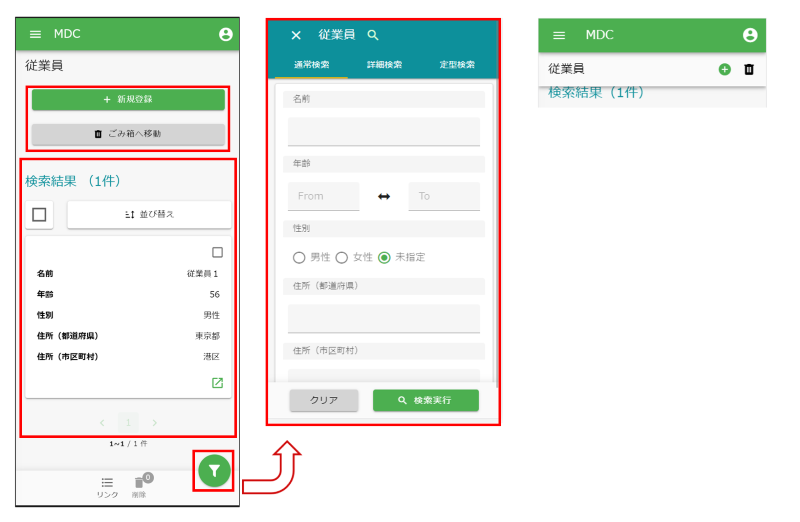 MDC
従業員
+ 新規登録
ごみ箱へ移動
検索結果 (1件)
並び替え
名前 従業員1
年齢 56
性別 男性
住所 (都道府県) 東京都
住所 (市区町村) 港区
< 1 >
1~1 / 1 件
リンク
0
削除
従業員
通常検索 詳細検索 定型検索
名前
年齢
From To
性別
男性 女性 未指定
住所 (都道府県)
住所 (市区町村)
クリア 検索実行
MDC
従業員
検索結果 (1件)